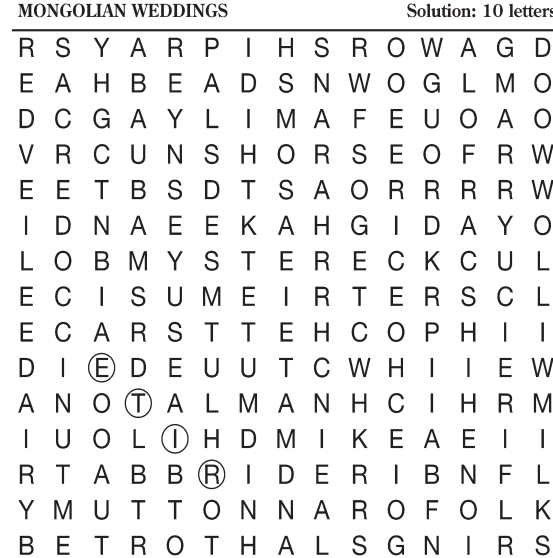 MONGOLIAN WEDDINGS Solution: 10 letters
R S Y A R P I H S R O W A G D
E A H B E A D S N W O G L M O
D C G A Y L I M A F E U O A O
V R C U N S H O R S E O F R W
E E T B S D T S A O R R R R W
I D N A E E K A H G I D A Y O
L O B M Y S T E R E C K C U L
E C I S U M E I R T E R S C L
E C A R S T T E H C O P H I I
D I E D E U U T C W H I I E W
A N O T A L M A N H C I H R M
I U O L I H D M I K E A E I I
R T A B B R I D E R I B N F L
Y M U T T O N N A R O F O L K
B E T R O T H A L S G N I R S